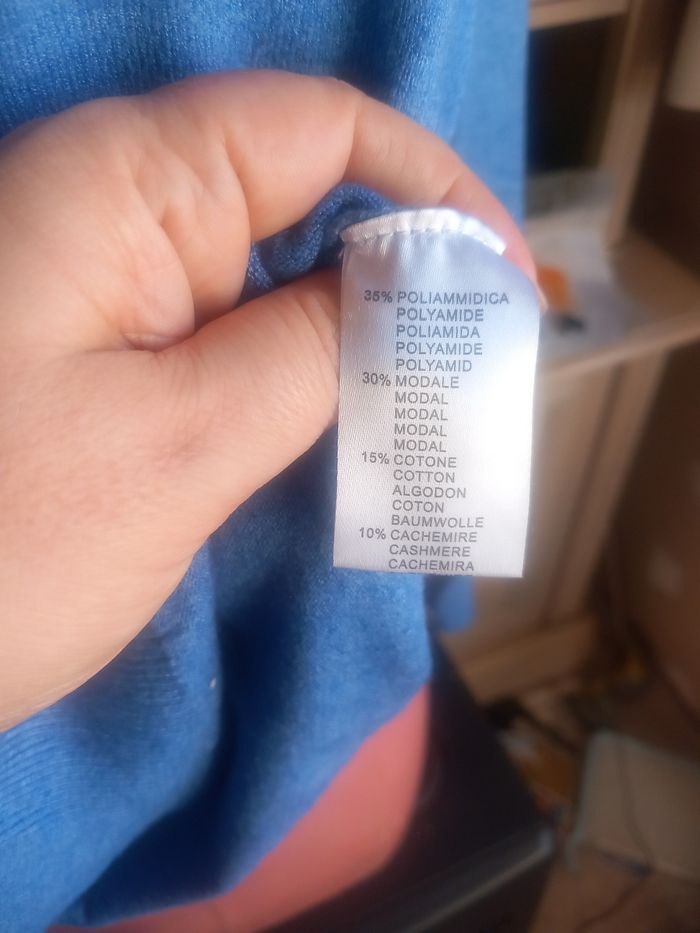 35% POLIAMMIDICA
POLYAMIDE
POLIAMIDA
POLYAMIDE
POLYAMID
30% MODALE
MODAL
MODAL
MODAL
MODAL
15% COTONE
COTTON
ALGODON
COTON
BAUMWOLLE
10% CACHEMIRE
CASHMERE
CACHEMIRA